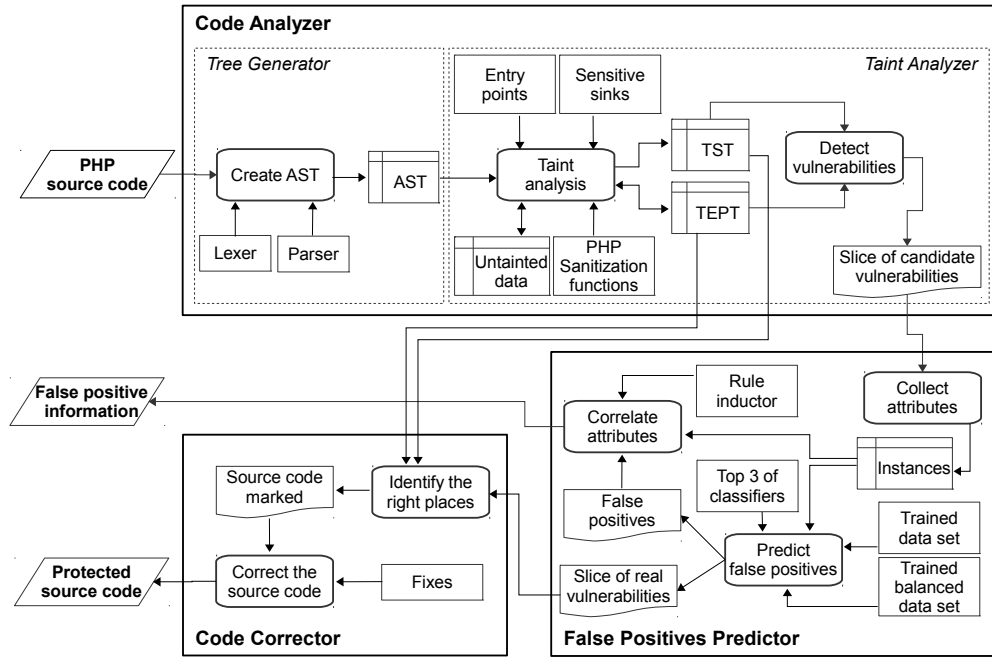 Code Analyzer
Tree Generator
Taint Analyzer
Entry
points
Sensitive
sinks
PHP
source code
Create AST
AST
Taint
analysis
TST
TEPT
Detect
vulnerabilities
Lexer
Parser
Untainted
data
PHP
Sanitization
functions
Slice of candidate
vulnerabilities
False positive
information
Correlate
attributes
Rule
inductor
Collect
attributes
Instances
Source code
marked
Identify the
right places
False
positives
Top 3 of
classifiers
Trained
data set
Predict
false positives
Trained
balanced
data set
Protected
source code
Correct the
source code
Fixes
Slice of real
vulnerabilities
Code Corrector
False Positives Predictor